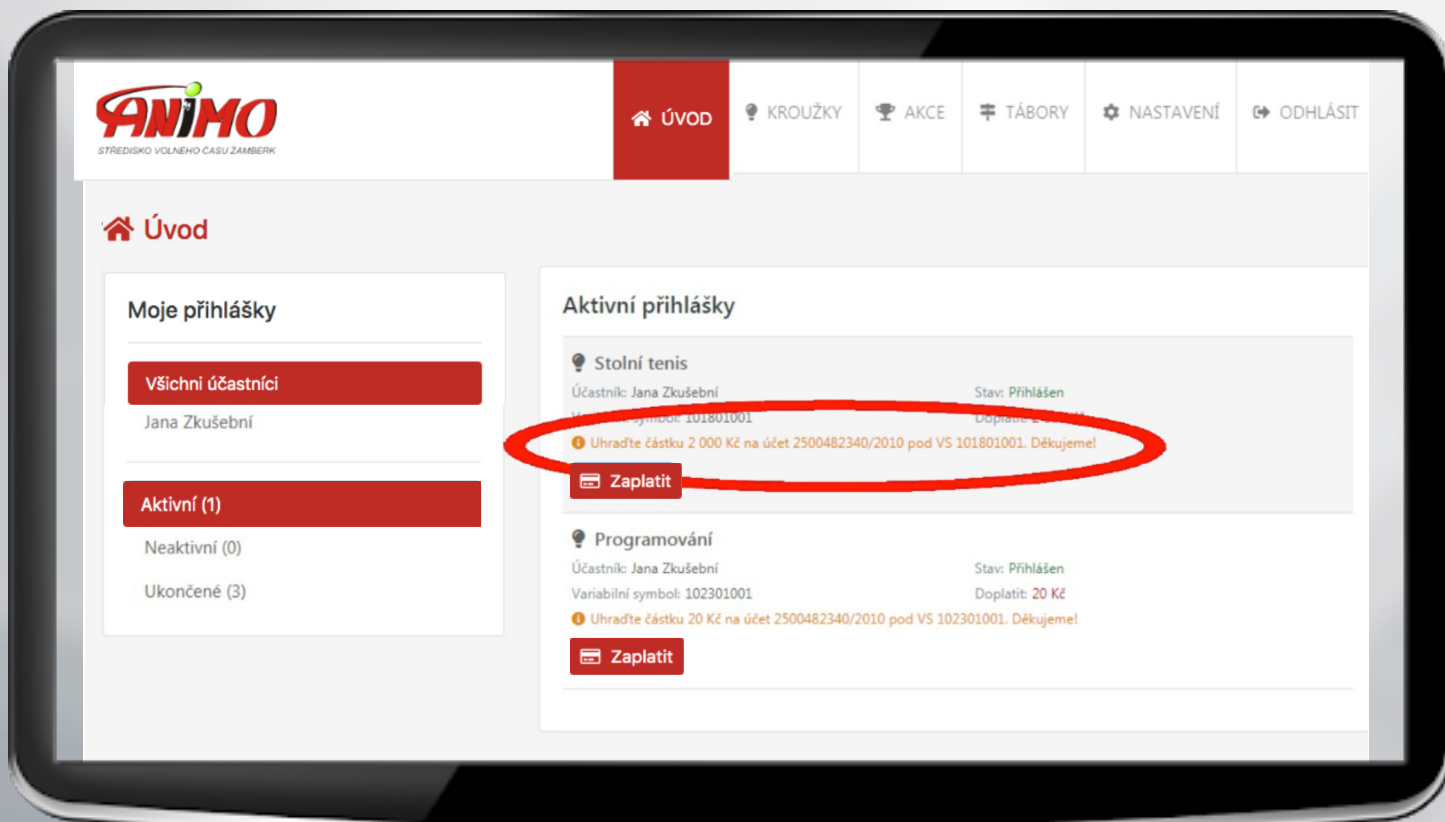 ANiMO
STŘEDISKO VOLNÉHO ČASU ŽAMBERK
ÚVOD
KROUŽKY
AKCE
TÁBORY
NASTAVENÍ
ODHLÁSIT
Úvod
Moje přihlášky
Všichni účastníci
Jana Zkušební
Aktivní (1)
Neaktivní (0)
Ukončené (3)
Aktivní přihlášky
Stolní tenis
Účastník: Jana Zkušební
Stav: Přihlášen
symbol: 101801001
Doplatit:
Uhraďte částku 2 000 Kč na účet 2500482340/2010 pod VS 101801001. Děkujeme!
Zaplatit
Programování
Účastník: Jana Zkušební
Stav: Přihlášen
Variabilní symbol: 102301001
Doplatit: 20 Kč
Uhraďte částku 20 Kč na účet 2500482340/2010 pod VS 102301001. Děkujeme!
Zaplatit